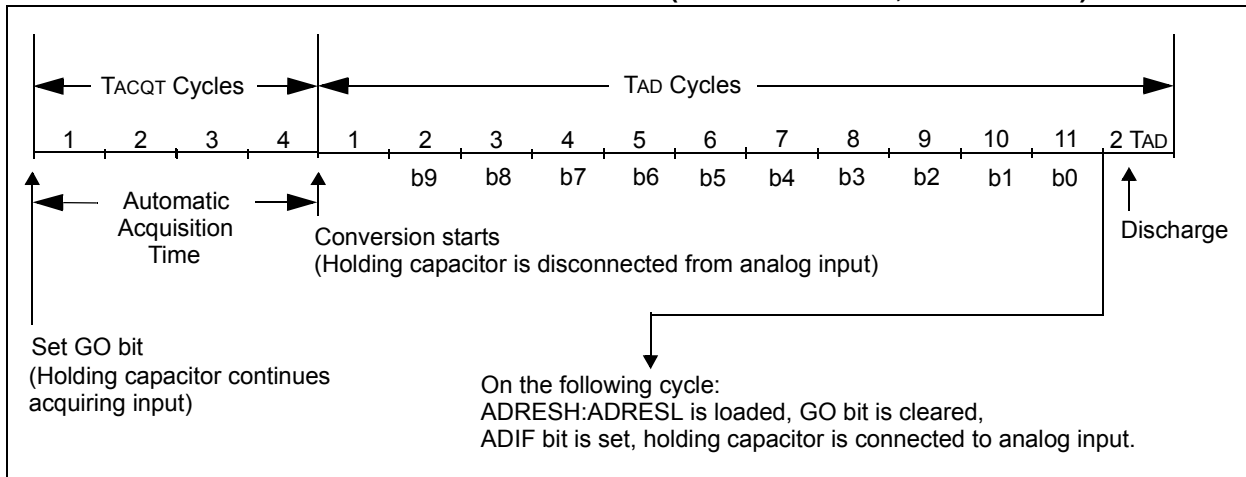 TACQT Cycles
TAD Cycles
1 2 3 4 1 2 3 4 5 6 7 8 9 10 11 2 TAD
b9 b8 b7 b6 b5 b4 b3 b2 b1 b0
Automatic
Acquisition
Time
Conversion starts
(Holding capacitor is disconnected from analog input)
Discharge
Set GO bit
(Holding capacitor continues
acquiring input)
On the following cycle:
ADRESH:ADRESL is loaded, GO bit is cleared,
ADIF bit is set, holding capacitor is connected to analog input.